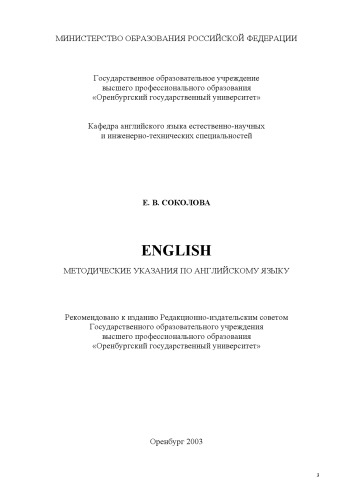 МИНИСТЕРСТВО ОБРАЗОВАНИЯ РОССИЙСКОЙ ФЕДЕРАЦИИ
Государственное образовательное учреждение
высшего профессионального образования
«Оренбургский государственный университет»
Кафедра английского языка естественно-научных
и инженерно-технических специальностей
Е. В. СОКОЛОВА
ENGLISH
МЕТОДИЧЕСКИЕ УКАЗАНИЯ ПО АНГЛИЙСКОМУ ЯЗЫКУ
Рекомендовано к изданию Редакционно-издательским советом
Государственного образовательного учреждения
высшего профессионального образования
«Оренбургский государственный университет»
Оренбург 2003